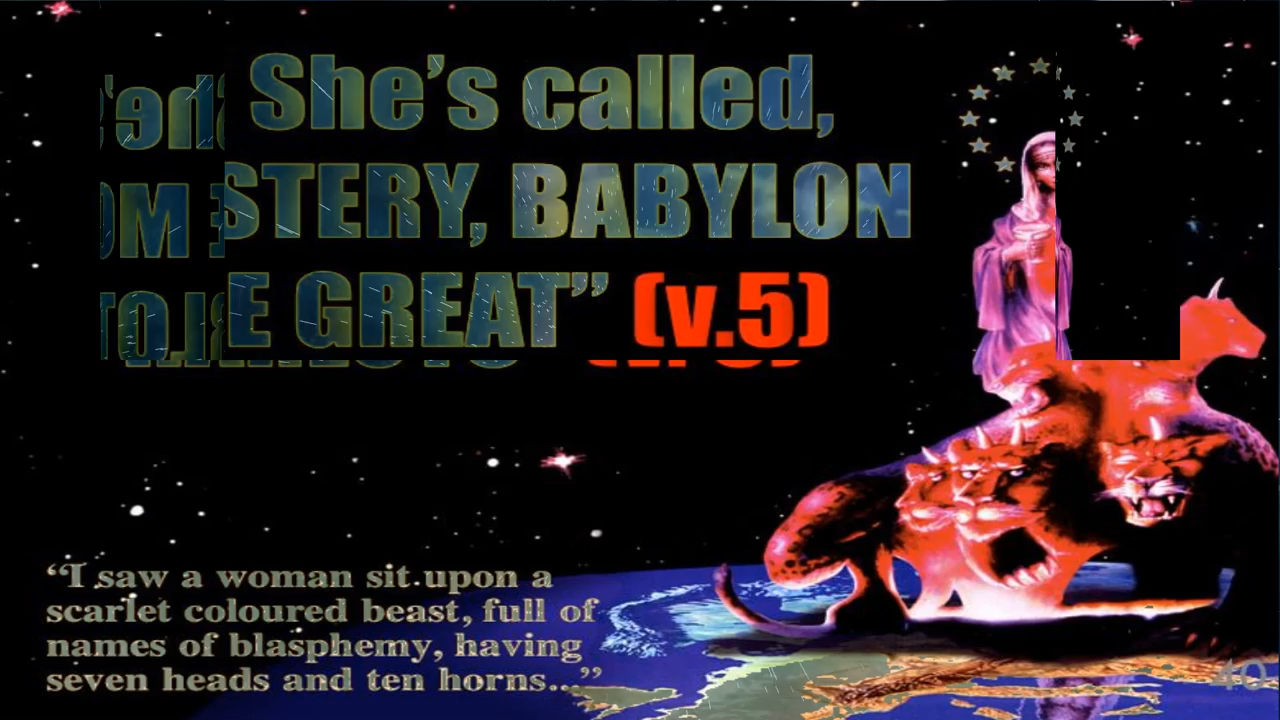 She's called,
STERY, BABYLON
E GREAT” (v.5)
“I saw a woman sit upon a
scarlet coloured beast, full of
names of blasphemy, having
seven heads and ten horns...”
40